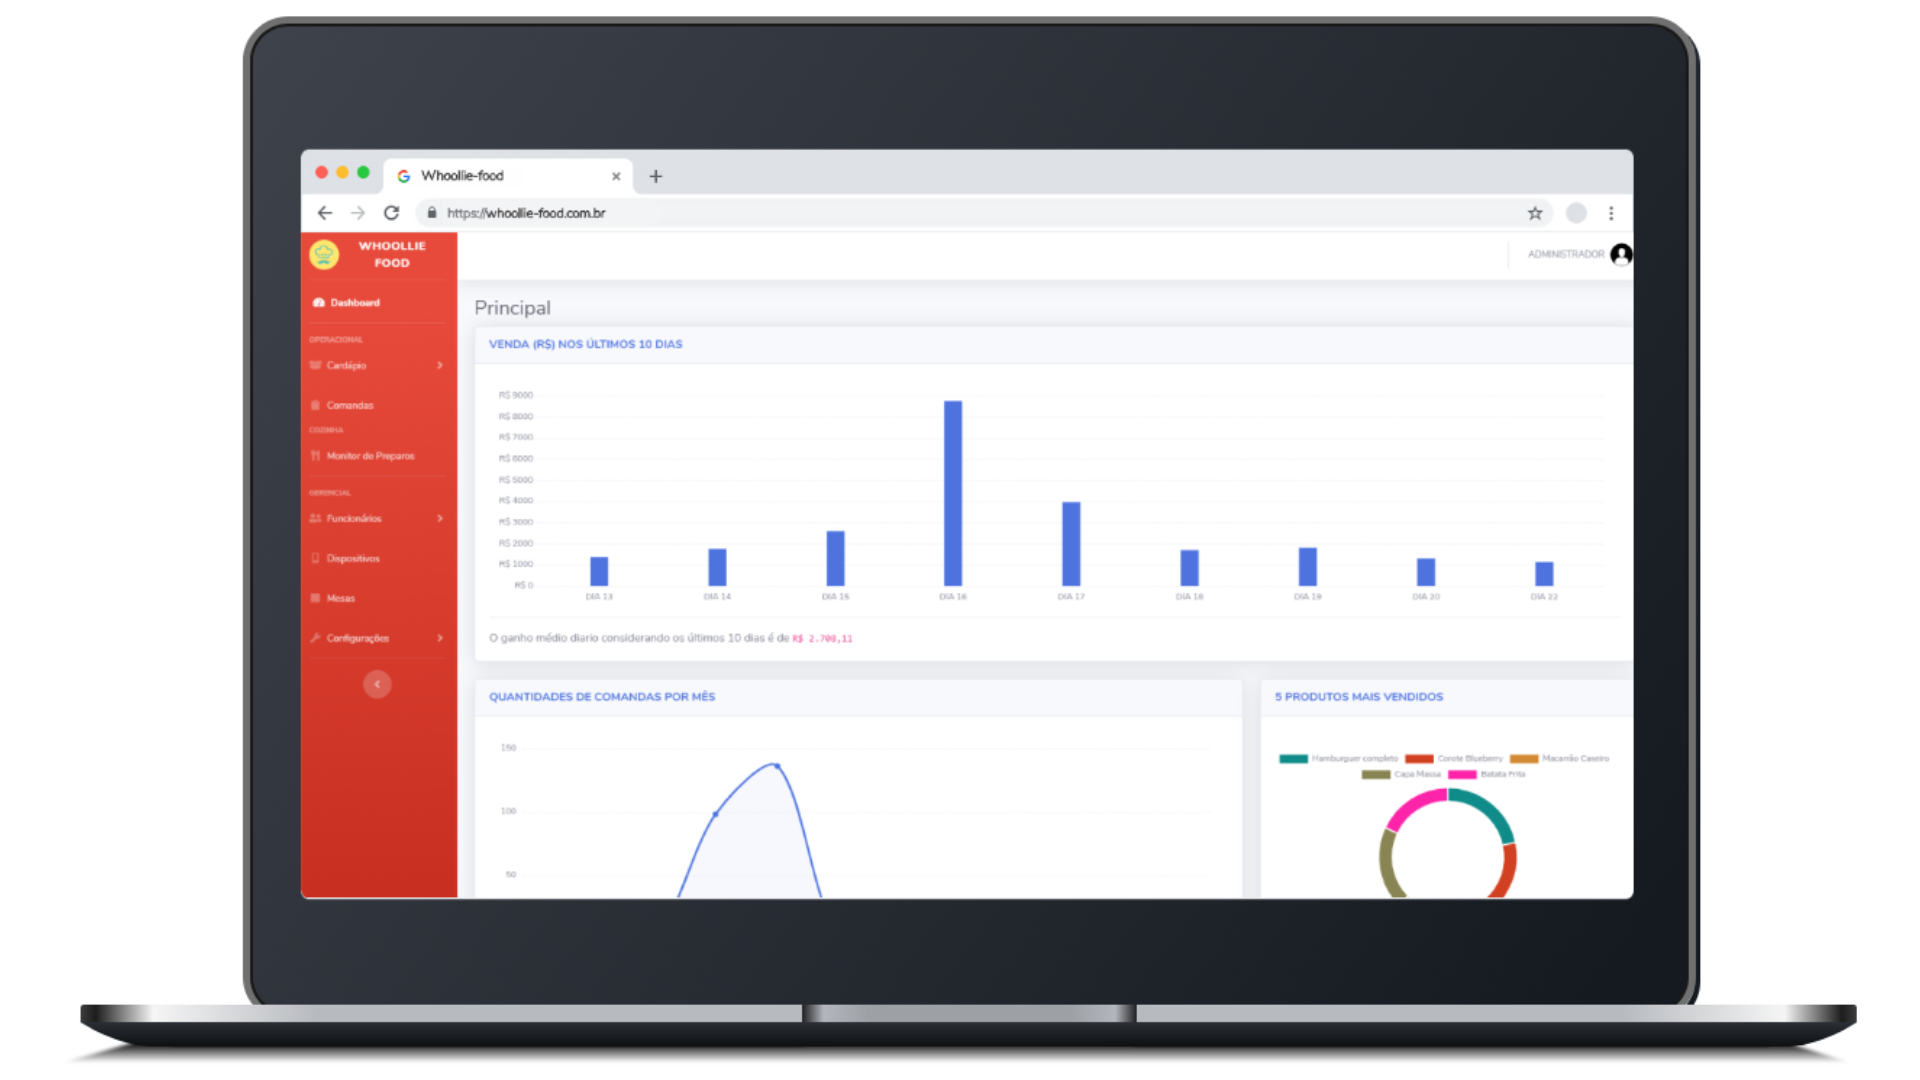 Whoollie-food
https://whoollie-food.com.br
WHOOLLIE
FOOD
ADMINISTRADOR
Dashboard
OPERACIONAL
Cardápio
Comandas
COZINHA
Monitor de Preparos
GERENCIAL
Funcionários
Dispositivos
Mesas
Configurações
Principal
VENDA (R$) NOS ÚLTIMOS 10 DIAS
R$ 9000
R$ 8000
R$ 7000
R$ 6000
R$ 5000
R$ 4000
R$ 3000
R$ 2000
R$ 1000
R$ 0
DIA 13 DIA 14 DIA 15 DIA 16 DIA 17 DIA 18 DIA 19 DIA 20 DIA 22
O ganho médio diario considerando os últimos 10 dias é de R$ 2.708,11
QUANTIDADES DE COMANDAS POR MÊS
150
100
50
5 PRODUTOS MAIS VENDIDOS
Hamburguer completo Corote Blueberry Macarrão Caseiro
Capa Massa Batata Frita